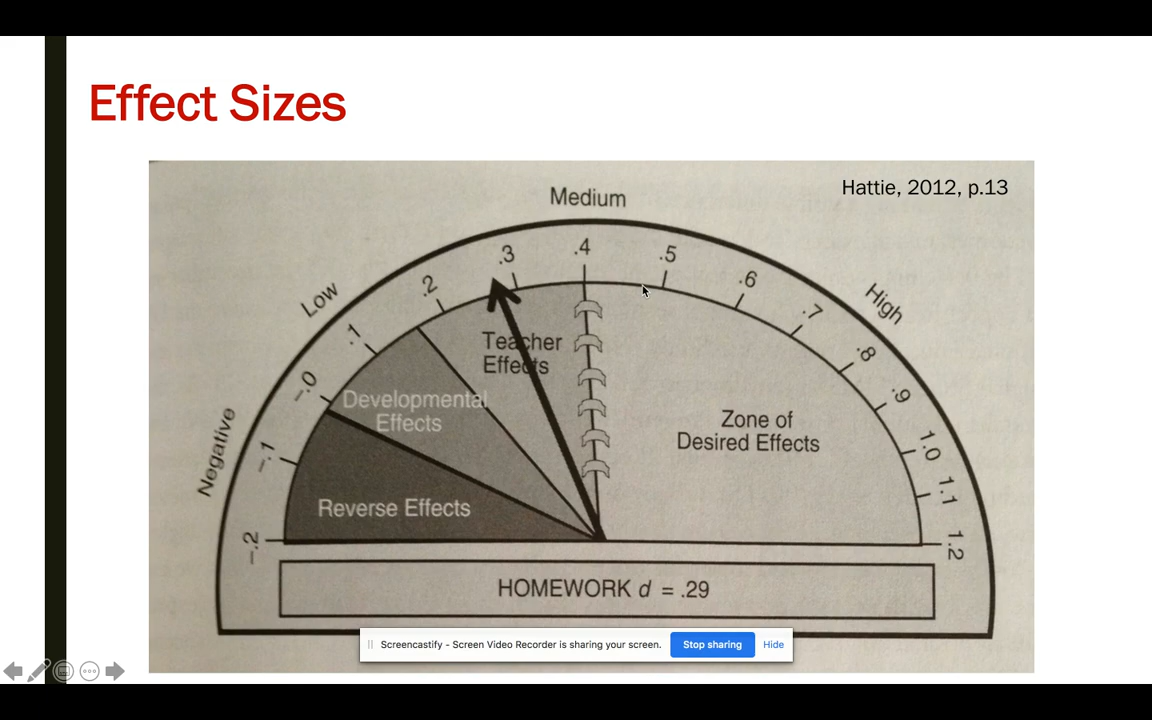 Effect Sizes
Hattie, 2012, p.13
Medium
Low
High
Negative
-.2
-.1
-.0
.1
.2
.3
.4
.5
.6
.7
.8
.9
1.0
1.1
1.2
Teacher
Effects
Developmental
Effects
Reverse Effects
Zone of
Desired Effects
HOMEWORK d = .29
Screencastify - Screen Video Recorder is sharing your screen.
Stop sharing
Hide